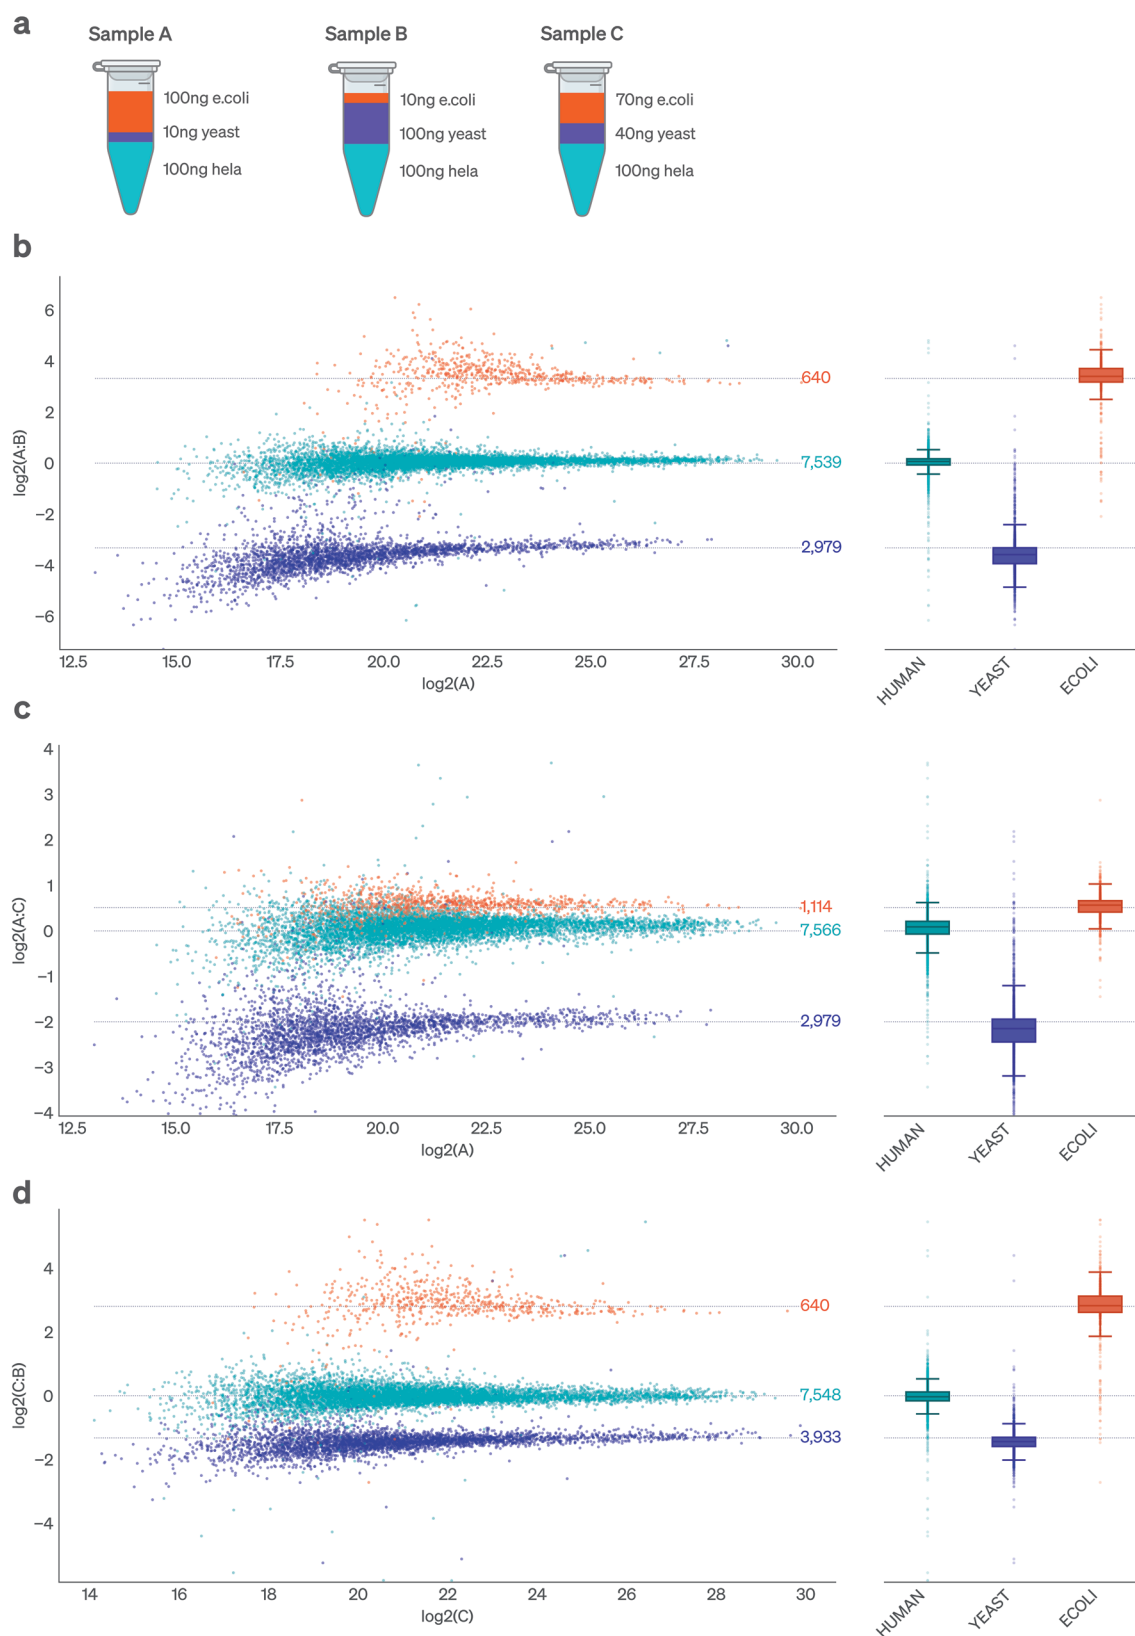 a
Sample A
Sample B
Sample C
100ng e.coli
10ng yeast
100ng hela
10ng e.coli
100ng yeast
100ng hela
70ng e.coli
40ng yeast
100ng hela
b
log2(A:B)
6
4
2
0
−2
−4
−6
640
7,539
2,979
12.5 15.0 17.5 20.0 22.5 25.0 27.5 30.0
log2(A)
HUMAN YEAST ECOLI
c
log2(A:C)
4
3
2
1
0
−1
−2
−3
−4
1,114
7,566
2,979
12.5 15.0 17.5 20.0 22.5 25.0 27.5 30.0
log2(A)
HUMAN YEAST ECOLI
d
log2(C:B)
4
2
0
−2
−4
640
7,548
3,933
14 16 18 20 22 24 26 28 30
log2(C)
HUMAN YEAST ECOLI